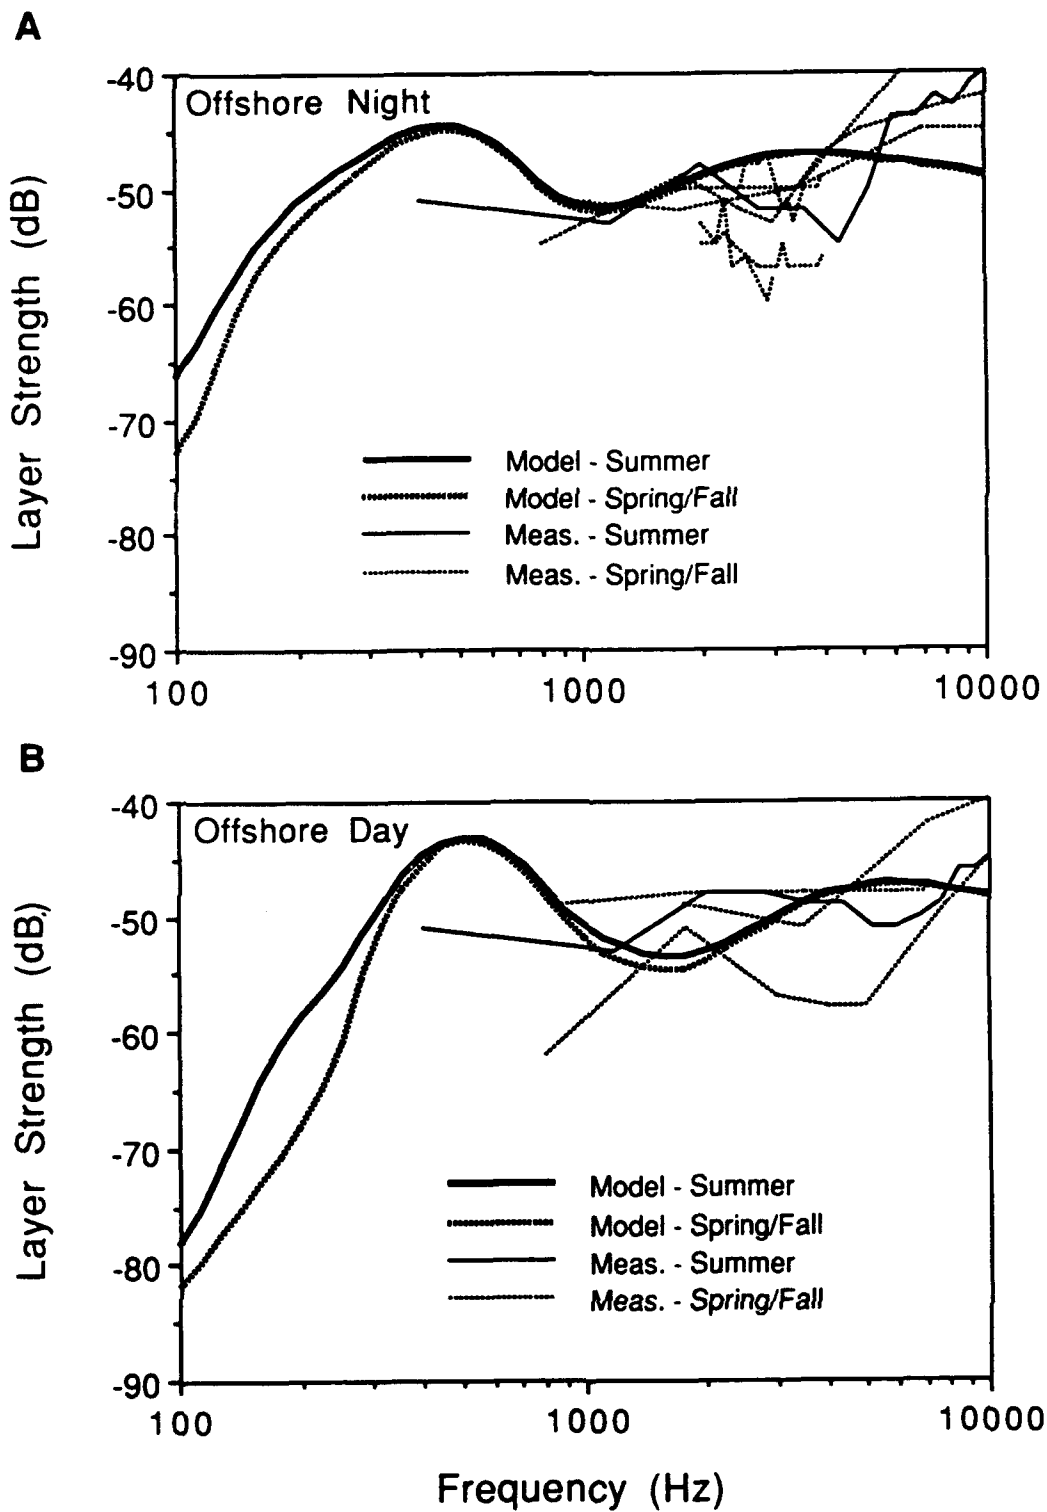 A
Offshore Night
-40
-50
-60
-70
-80
-90
Layer Strength (dB)
Model - Summer
Model - Spring/Fall
Meas. - Summer
Meas. - Spring/Fall
100
1000
10000
B
Offshore Day
-40
-50
-60
-70
-80
-90
Layer Strength (dB)
Model - Summer
Model - Spring/Fall
Meas. - Summer
Meas. - Spring/Fall
100
1000
10000
Frequency (Hz)